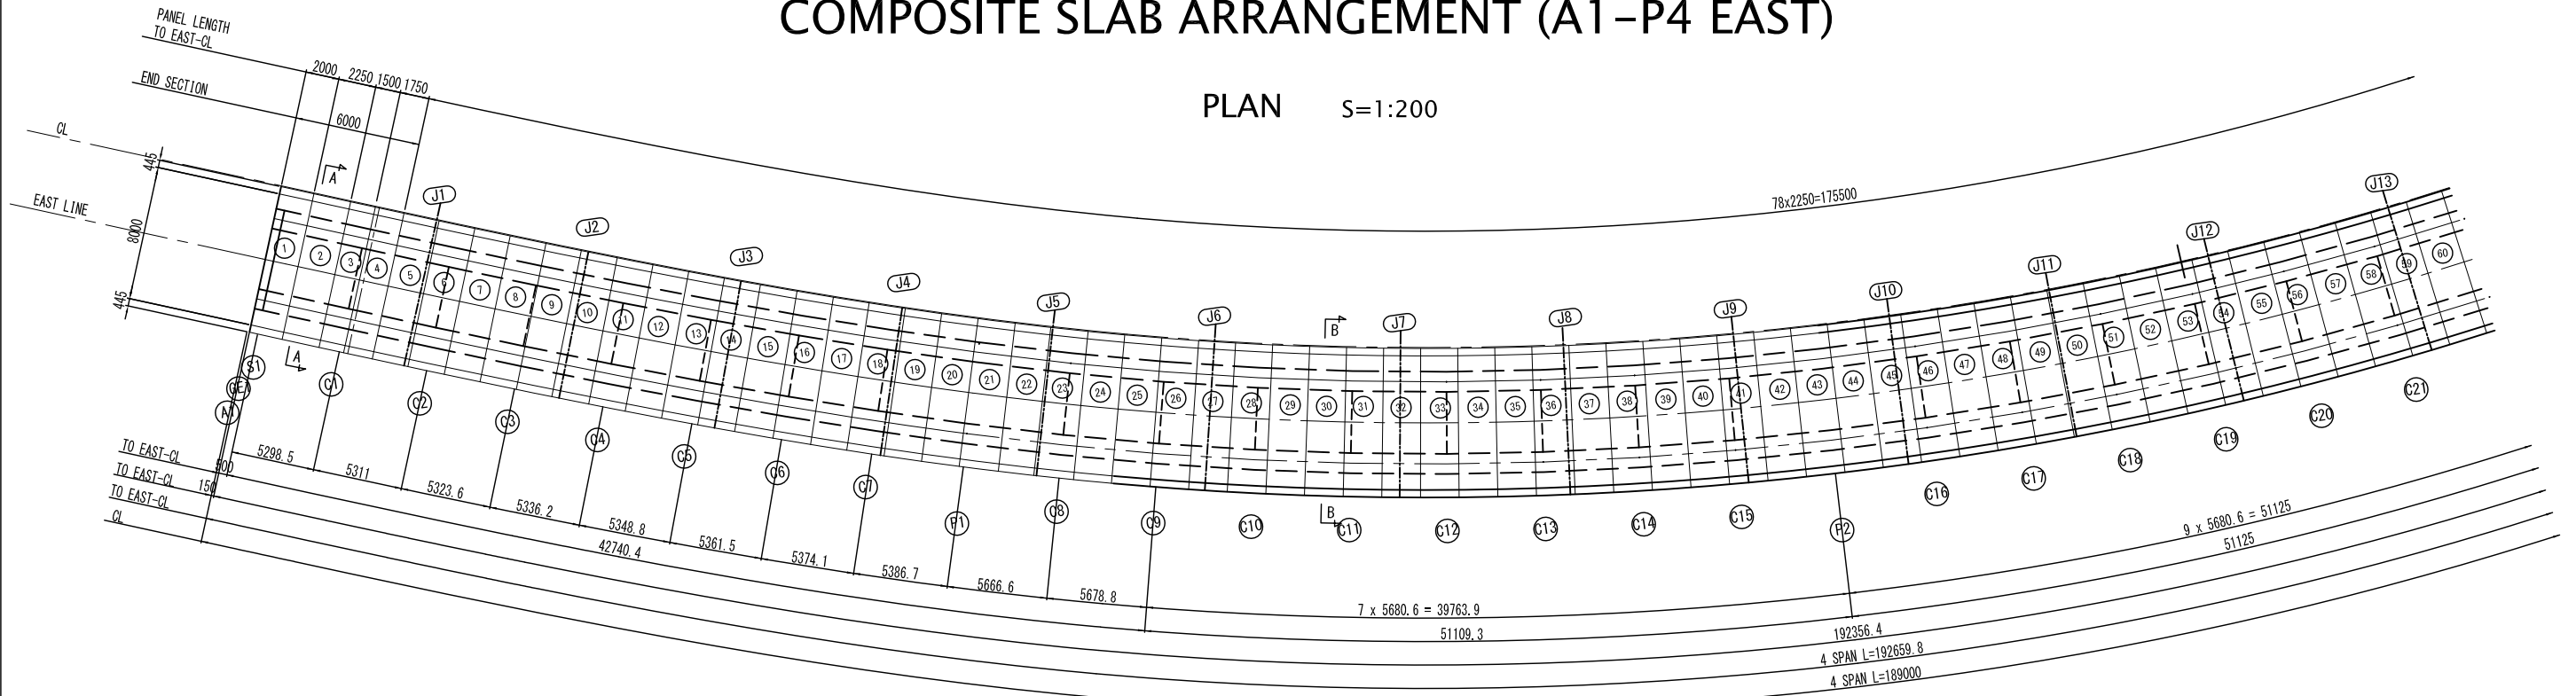 COMPOSITE SLAB ARRANGEMENT (A1-P4 EAST)
PLAN S=1:200
PANEL LENGTH
TO EAST-CL
END SECTION
2000 2250 1500 1750
6000
CL
EAST LINE
445
8000
445
78x2250=175500
A
A
B
B
J1 J2 J3 J4 J5 J6 J7 J8 J9 J10 J11 J12 J13
1 2 3 4 5 6 7 8 9 10 11 12 13 14 15 16 17 18 19 20 21 22 23 24 25 26 27 28 29 30 31 32 33 34 35 36 37 38 39 40 41 42 43 44 45 46 47 48 49 50 51 52 53 54 55 56 57 58 59 60
S1
GE1
A1
C1 C2 C3 C4 C5 C6 C7 P1 C8 C9 C10 C11 C12 C13 C14 C15 P2 C16 C17 C18 C19 C20 C21
TO EAST-CL
TO EAST-CL
TO EAST-CL
CL
500
150
5298.5 5311 5323.6 5336.2 5348.8 5361.5 5374.1 5386.7 5666.6 5678.8
7 x 5680.6 = 39763.9
9 x 5680.6 = 51125
42740.4
51109.3
51125
192356.4
4 SPAN L=192659.8
4 SPAN L=189000